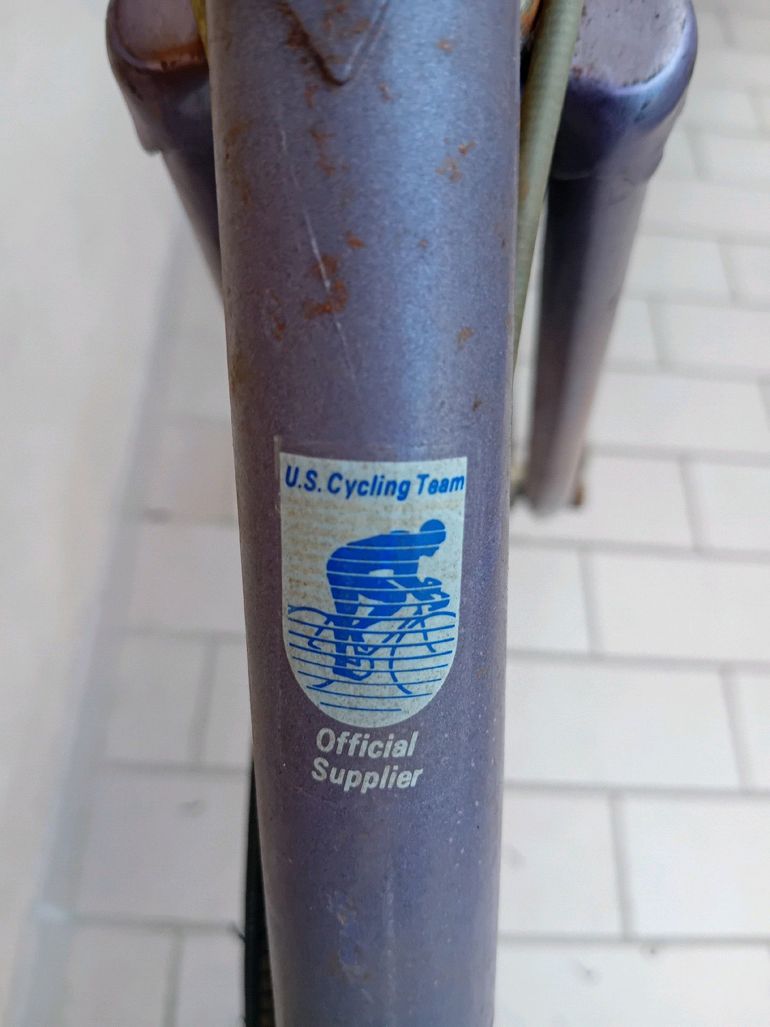 U.S. Cycling Team
Official
Supplier